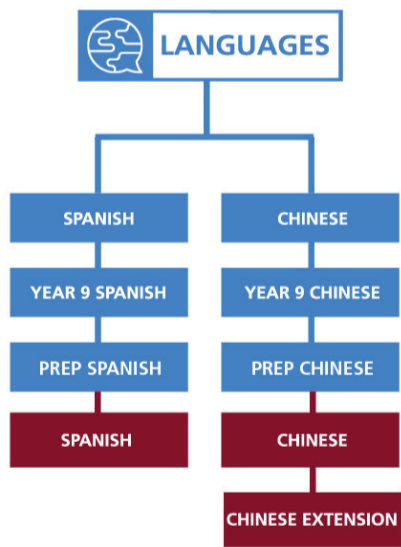 LANGUAGES
SPANISH
CHINESE
YEAR 9 SPANISH
YEAR 9 CHINESE
PREP SPANISH
PREP CHINESE
SPANISH
CHINESE
CHINESE EXTENSION